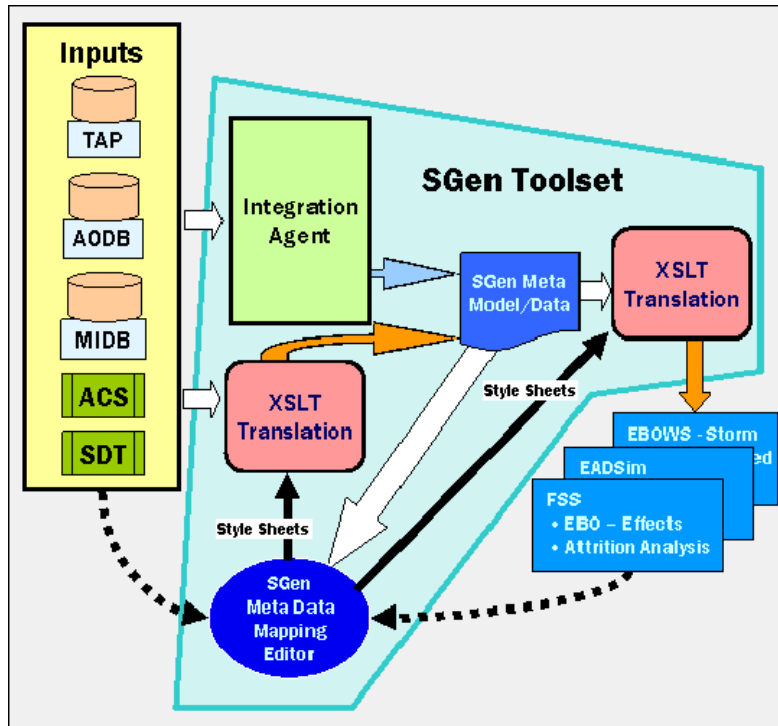 Inputs
TAP
AODB
MIDB
ACS
SDT
SGen Toolset
Integration
Agent
SGen Meta
Model/Data
XSLT
Translation
XSLT
Translation
Style Sheets
Style Sheets
SGen
Meta Data
Mapping
Editor
EBOWS - Storm
ed
EADSim
FSS
• EBO – Effects
• Attrition Analysis